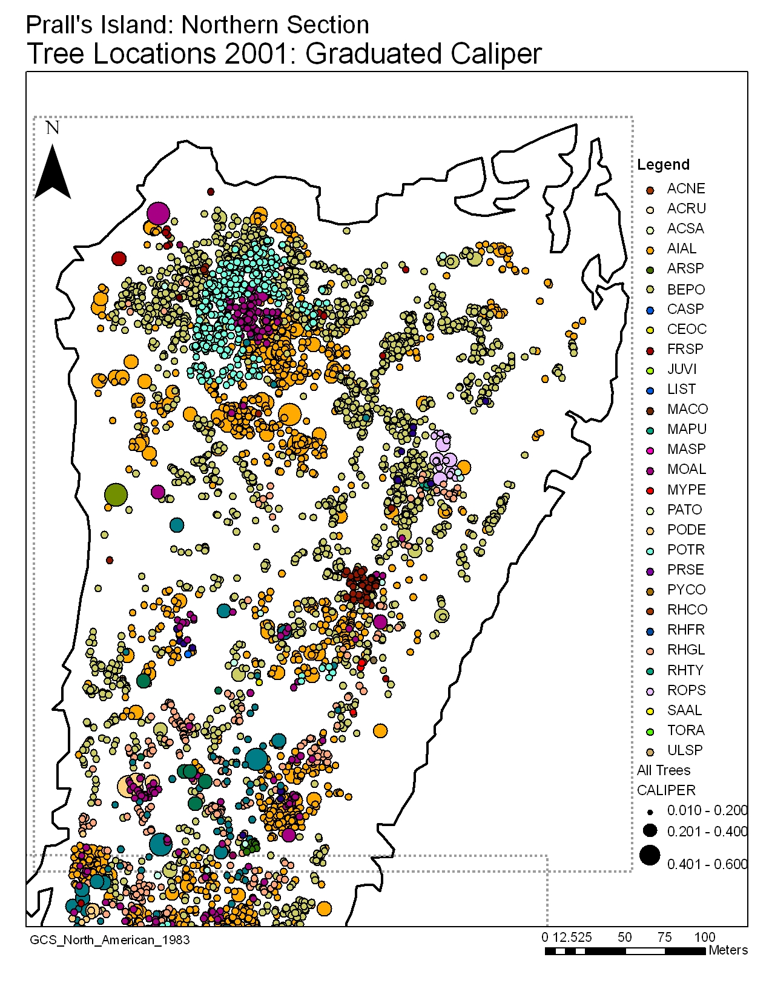 Prall's Island: Northern Section
Tree Locations 2001: Graduated Caliper
N
Legend
ACNE
ACRU
ACSA
AIAL
ARSP
BEPO
CASP
CEOC
FRSP
JUVI
LIST
MACO
MAPU
MASP
MOAL
MYPE
PATO
PODE
POTR
PRSE
PYCO
RHCO
RHFR
RHGL
RHTY
ROPS
SAAL
TORA
ULSP
All Trees
CALIPER
0.010 - 0.200
0.201 - 0.400
0.401 - 0.600
GCS_North_American_1983
0 12.525 50 75 100
Meters